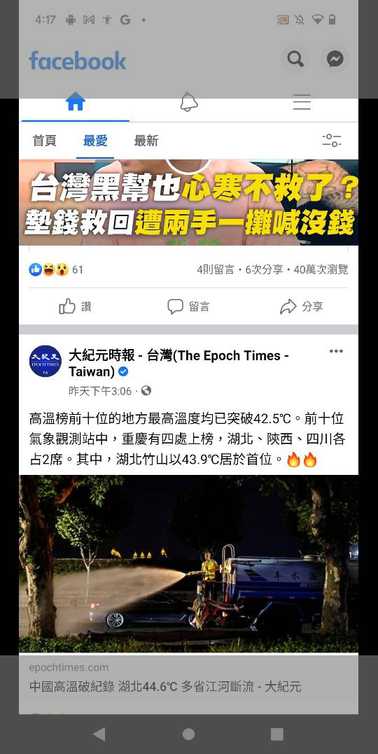 4:17
facebook
首頁 最愛 最新
台灣黑幫也心寒不救了？
墊錢救回遭兩手一攤喊沒錢
61
4則留言・6次分享・40萬次瀏覽
讚 留言 分享
大紀元時報 - 台灣(The Epoch Times -
Taiwan)
昨天下午3:06
高溫榜前十位的地方最高溫度均已突破42.5℃。前十位
氣象觀測站中，重慶有四處上榜，湖北、陝西、四川各
占2席。其中，湖北竹山以43.9℃居於首位。🔥🔥
epochtimes.com
中國高溫破紀錄 湖北44.6℃ 多省江河斷流 - 大紀元